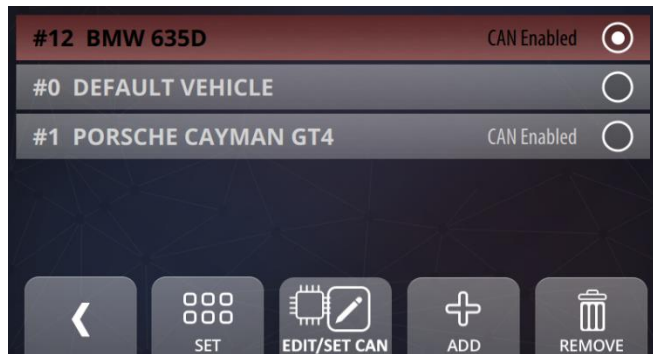 #12 BMW 635D CAN Enabled
#0 DEFAULT VEHICLE
#1 PORSCHE CAYMAN GT4 CAN Enabled
SET EDIT/SET CAN ADD REMOVE